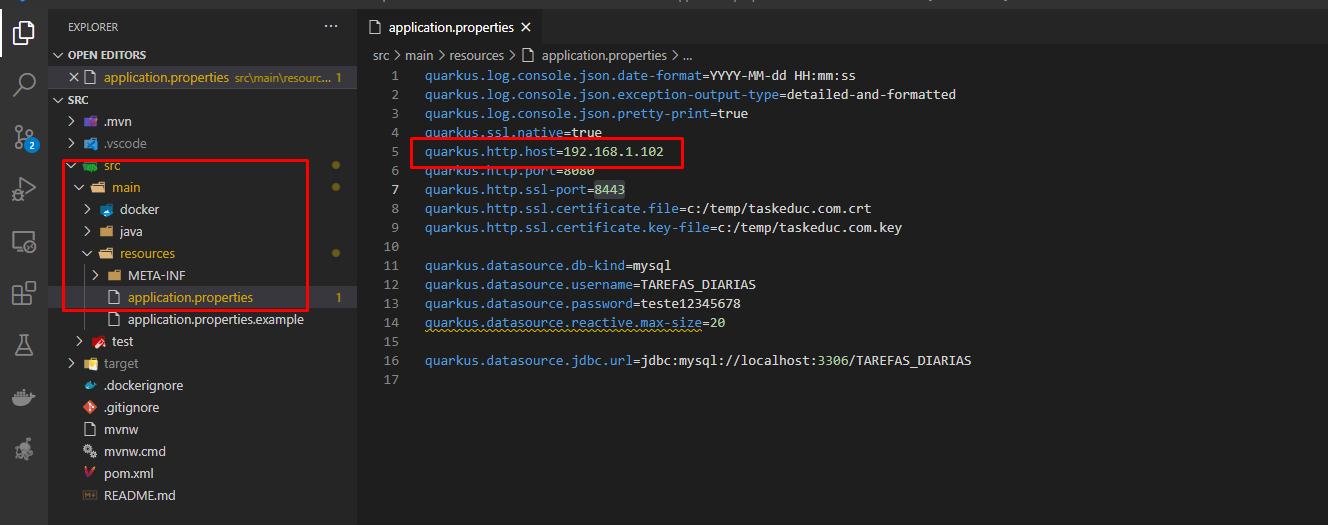 EXPLORER
...
OPEN EDITORS
application.properties src\main\resourc... 1
SRC
.mvn
.vscode
src
main
docker
java
resources
META-INF
application.properties 1
application.properties.example
test
target
.dockerignore
.gitignore
mvnw
mvnw.cmd
pom.xml
README.md
2
application.properties
src > main > resources > application.properties > ...
1 quarkus.log.console.json.date-format=YYYY-MM-dd HH:mm:ss
2 quarkus.log.console.json.exception-output-type=detailed-and-formatted
3 quarkus.log.console.json.pretty-print=true
4 quarkus.ssl.native=true
5 quarkus.http.host=192.168.1.102
6 quarkus.http.port=8080
7 quarkus.http.ssl-port=8443
8 quarkus.http.ssl.certificate.file=c:/temp/taskeduc.com.crt
9 quarkus.http.ssl.certificate.key-file=c:/temp/taskeduc.com.key
10
11 quarkus.datasource.db-kind=mysql
12 quarkus.datasource.username=TAREFAS_DIARIAS
13 quarkus.datasource.password=teste12345678
14 quarkus.datasource.reactive.max-size=20
15
16 quarkus.datasource.jdbc.url=jdbc:mysql://localhost:3306/TAREFAS_DIARIAS
17